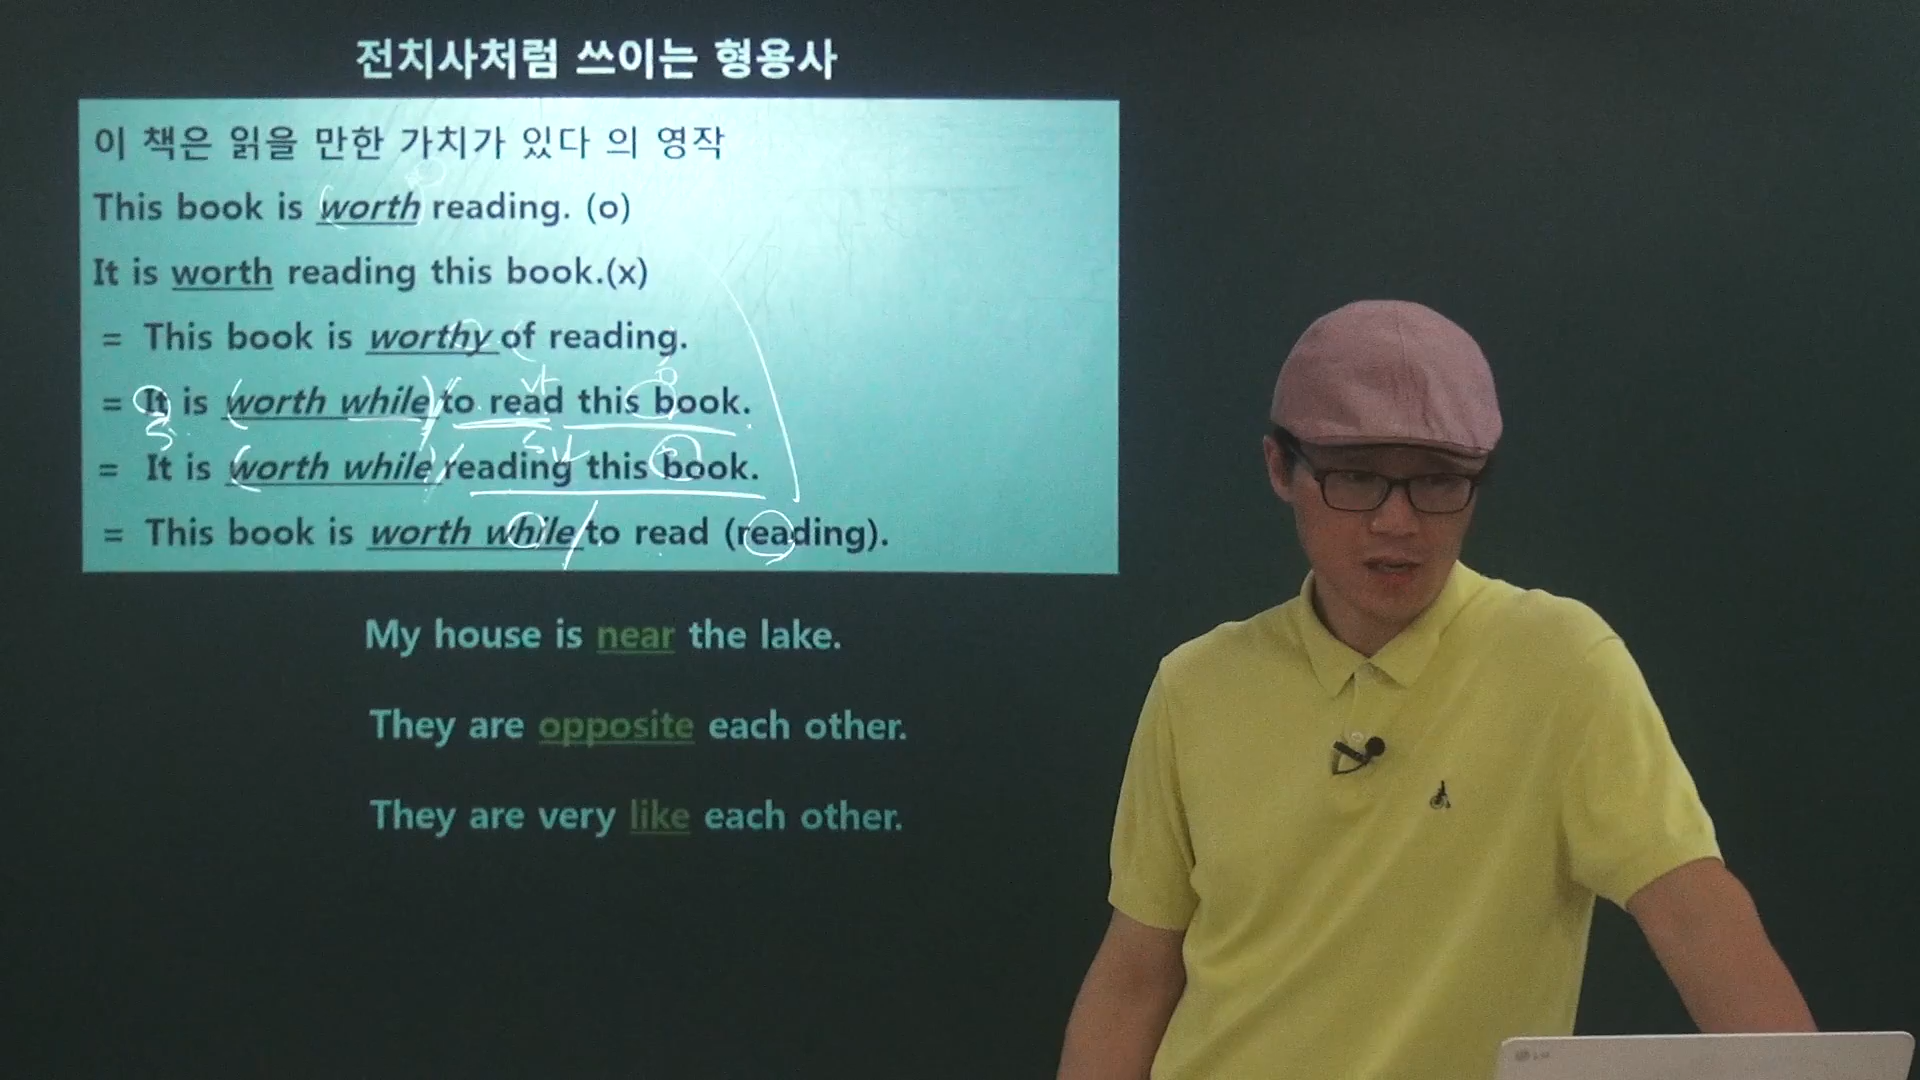 전치사처럼 쓰이는 형용사
이 책은 읽을 만한 가치가 있다 의 영작
This book is worth reading. (o)
It is worth reading this book.(x)
= This book is worthy of reading.
= It is worth while to read this book.
= It is worth while reading this book.
= This book is worth while to read (reading).
My house is near the lake.
They are opposite each other.
They are very like each other.
LG